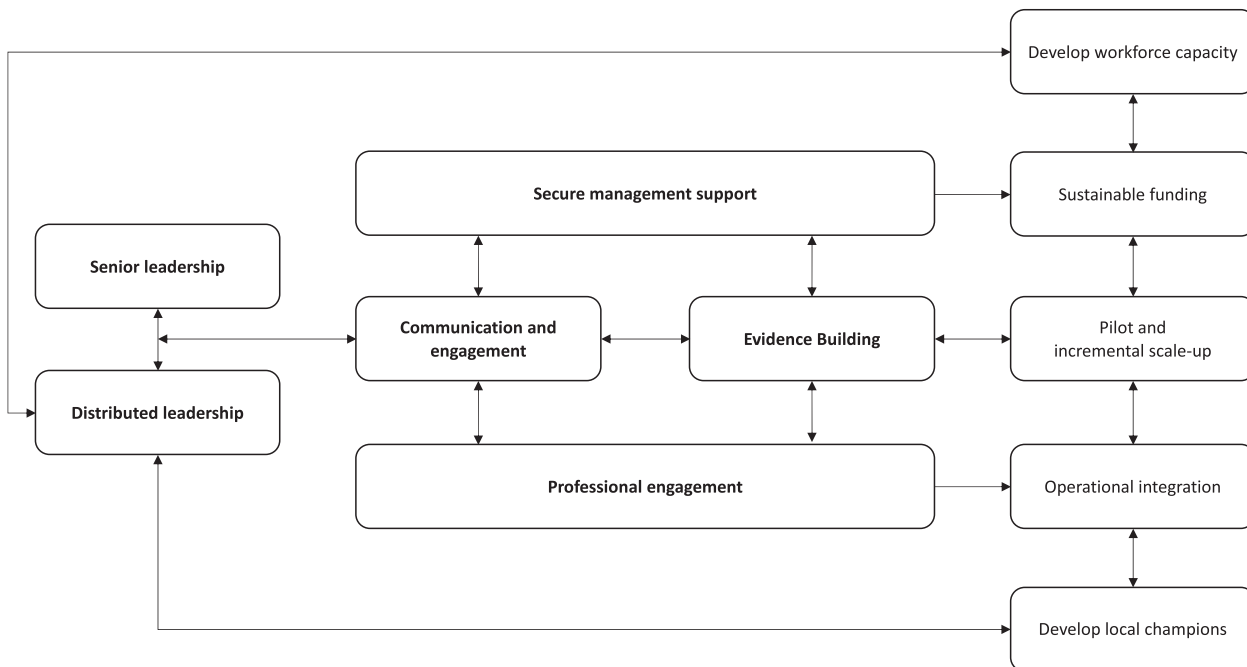 Develop workforce capacity
Secure management support
Sustainable funding
Senior leadership
Communication and
engagement
Evidence Building
Pilot and
incremental scale-up
Distributed leadership
Professional engagement
Operational integration
Develop local champions